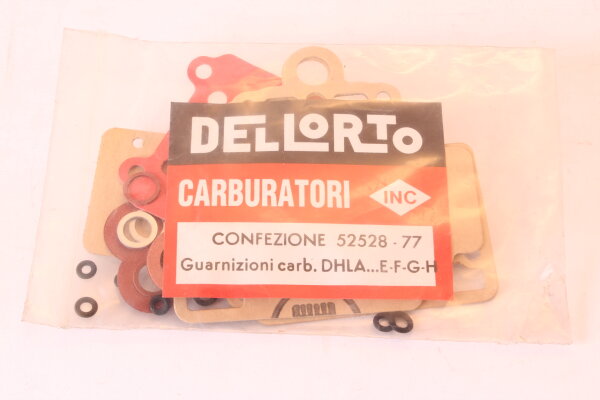 DELLORTO
CARBURATORI INC
CONFEZIONE 52528 - 77
Guarnizioni carb. DHLA...E-F-G-H